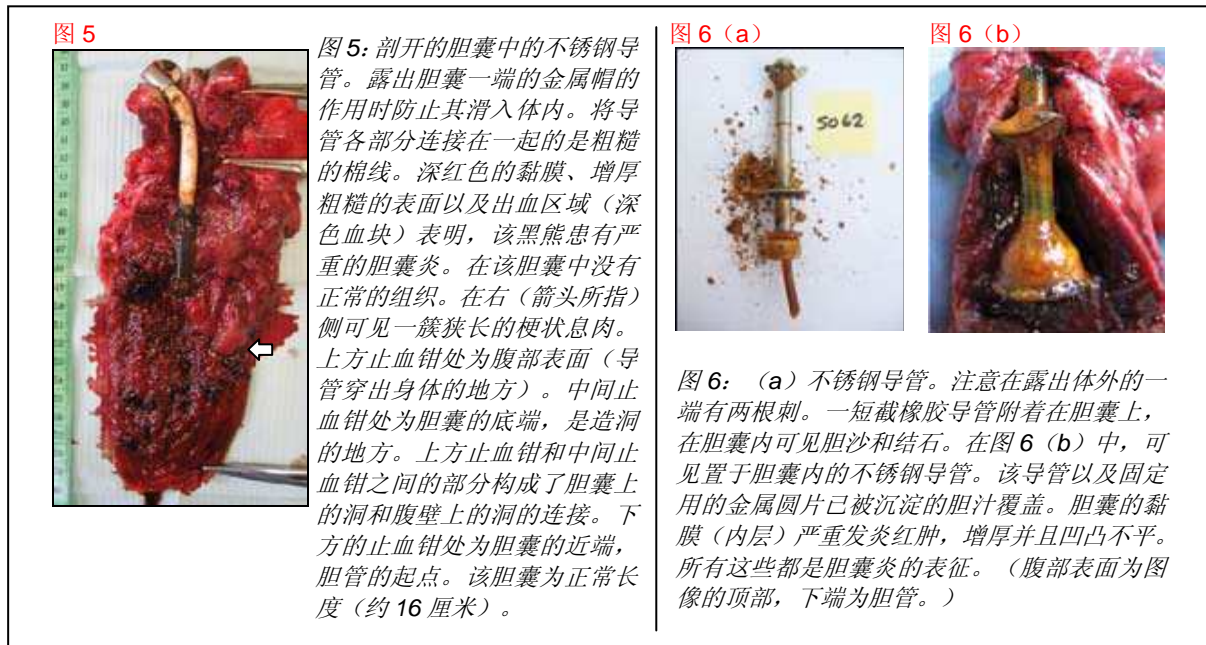 图 5
图 5: 剖开的胆囊中的不锈钢导
管。露出胆囊一端的金属帽的
作用时防止其滑入体内。将导
管各部分连接在一起的是粗糙
的棉线。深红色的黏膜、增厚
粗糙的表面以及出血区域（深
色血块）表明，该黑熊患有严
重的胆囊炎。在该胆囊中没有
正常的组织。在右（箭头所指）
侧可见一簇狭长的梗状息肉。
上方止血钳处为腹部表面（导
管穿出身体的地方）。中间止
血钳处为胆囊的底端，是造洞
的地方。上方止血钳和中间止
血钳之间的部分构成了胆囊上
的洞和腹壁上的洞的连接。下
方的止血钳处为胆囊的近端，
胆管的起点。该胆囊为正常长
度（约 16 厘米）。
图 6（a）
图 6（b）
5062
图 6: （a）不锈钢导管。注意在露出体外的一
端有两根刺。一短截橡胶导管附着在胆囊上，
在胆囊内可见胆沙和结石。在图 6（b）中，可
见置于胆囊内的不锈钢导管。该导管以及固定
用的金属圆片已被沉淀的胆汁覆盖。胆囊的黏
膜（内层）严重发炎红肿，增厚并且凹凸不平。
所有这些都是胆囊炎的表征。（腹部表面为图
像的顶部，下端为胆管。）